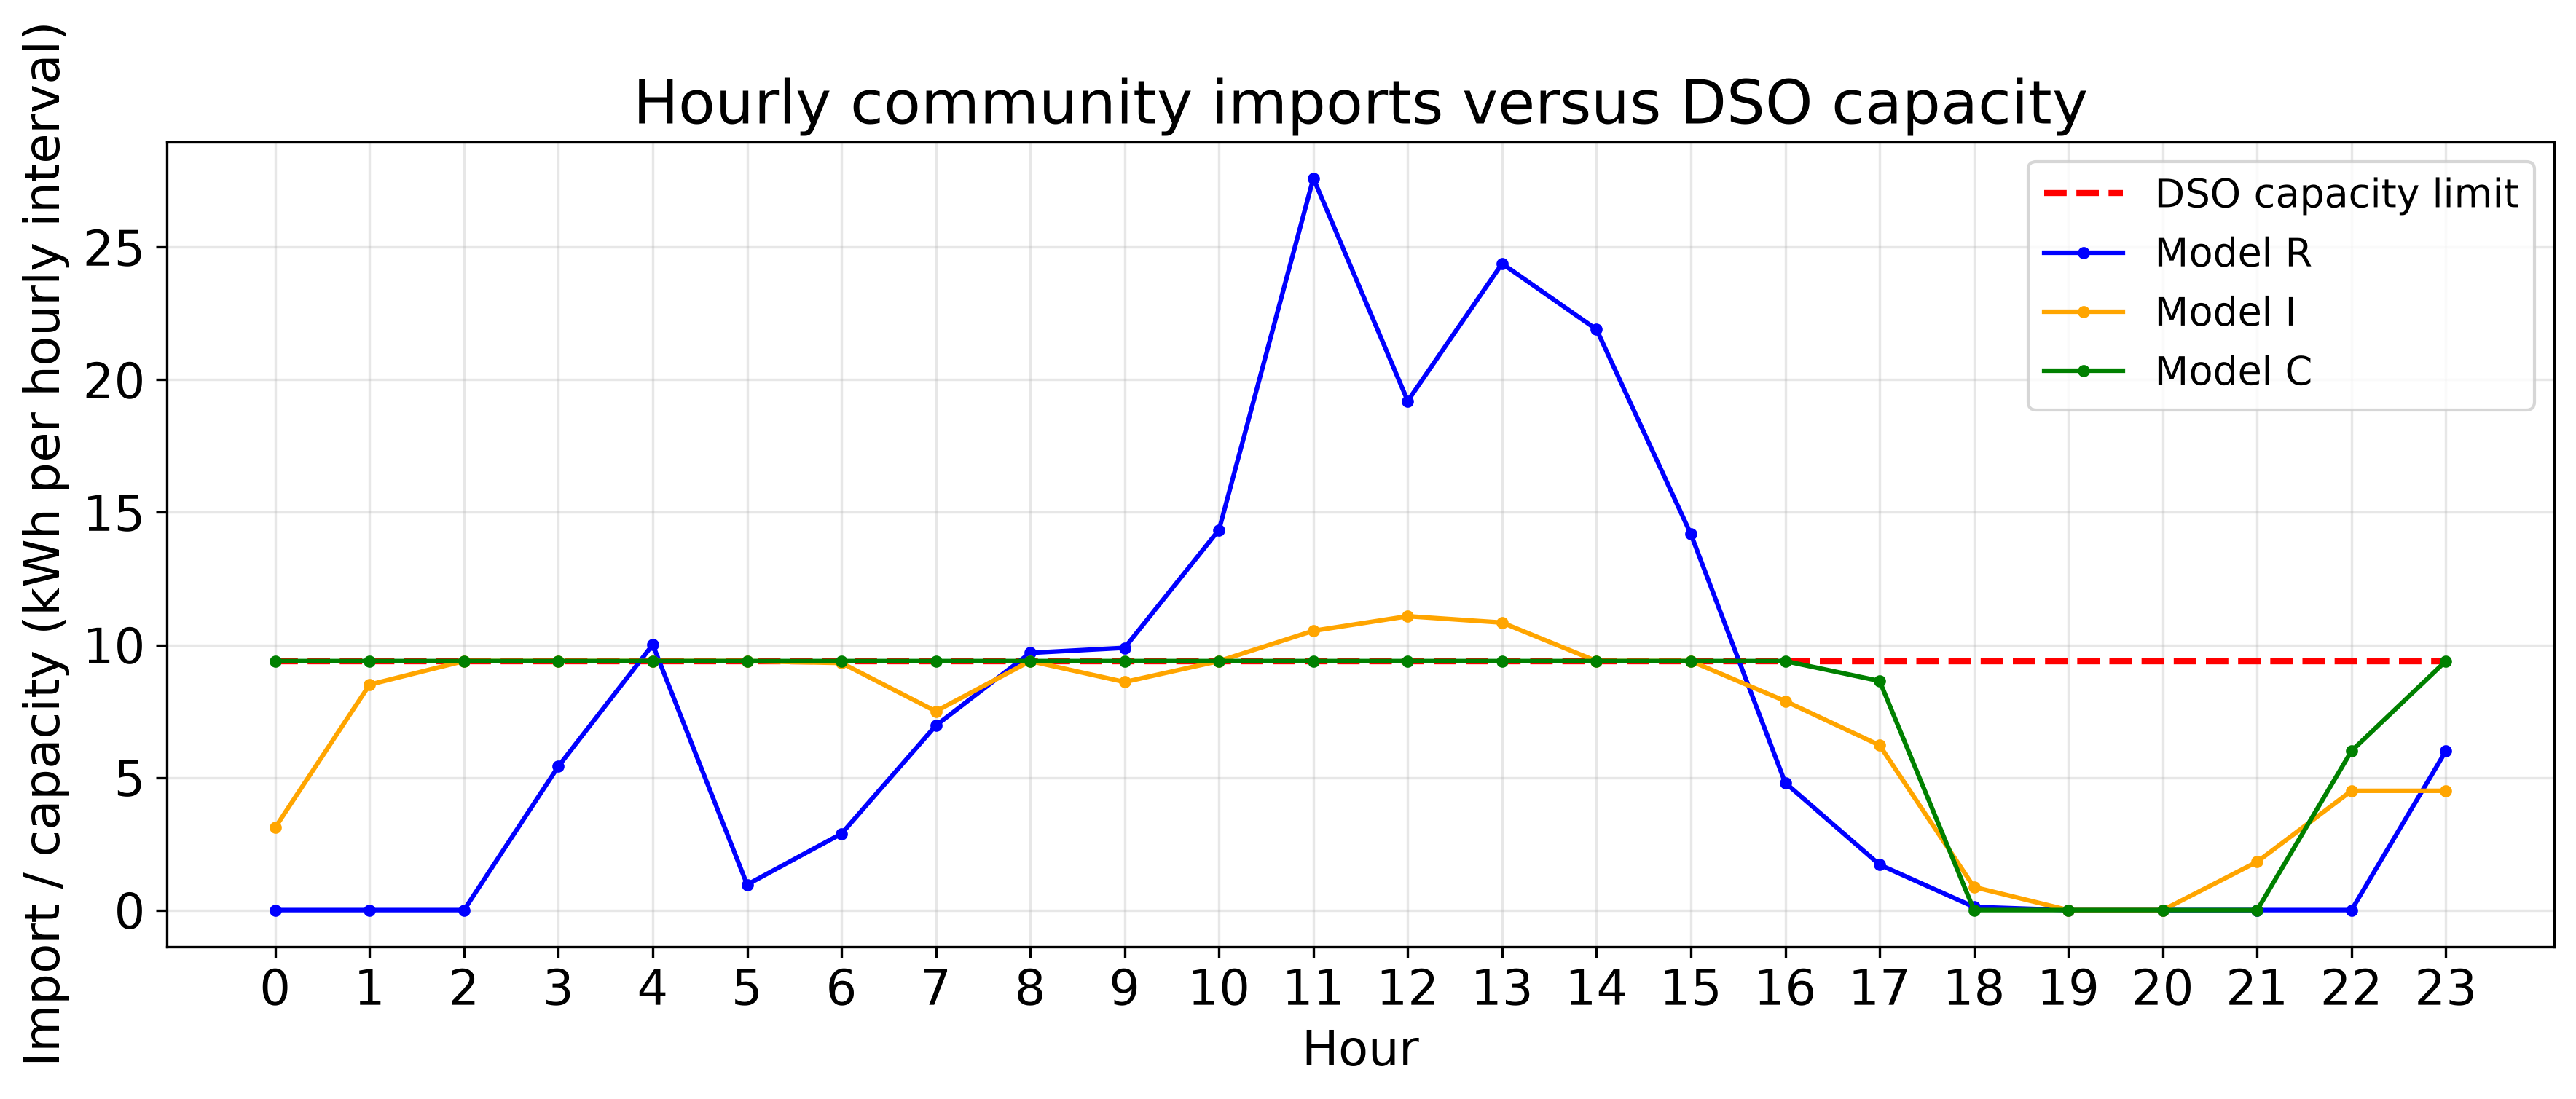 Hourly community imports versus DSO capacity
Import / capacity (kWh per hourly interval)
25
20
15
10
5
0
DSO capacity limit
Model R
Model I
Model C
0 1 2 3 4 5 6 7 8 9 10 11 12 13 14 15 16 17 18 19 20 21 22 23
Hour